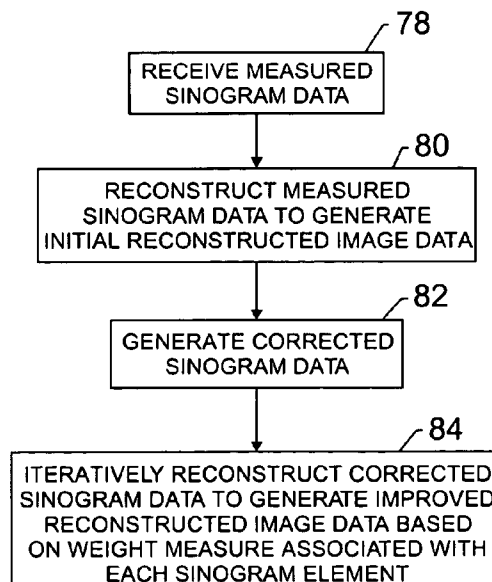 78
RECEIVE MEASURED
SINOGRAM DATA
80
RECONSTRUCT MEASURED
SINOGRAM DATA TO GENERATE
INITIAL RECONSTRUCTED IMAGE DATA
82
GENERATE CORRECTED
SINOGRAM DATA
84
ITERATIVELY RECONSTRUCT CORRECTED
SINOGRAM DATA TO GENERATE IMPROVED
RECONSTRUCTED IMAGE DATA BASED
ON WEIGHT MEASURE ASSOCIATED WITH
EACH SINOGRAM ELEMENT